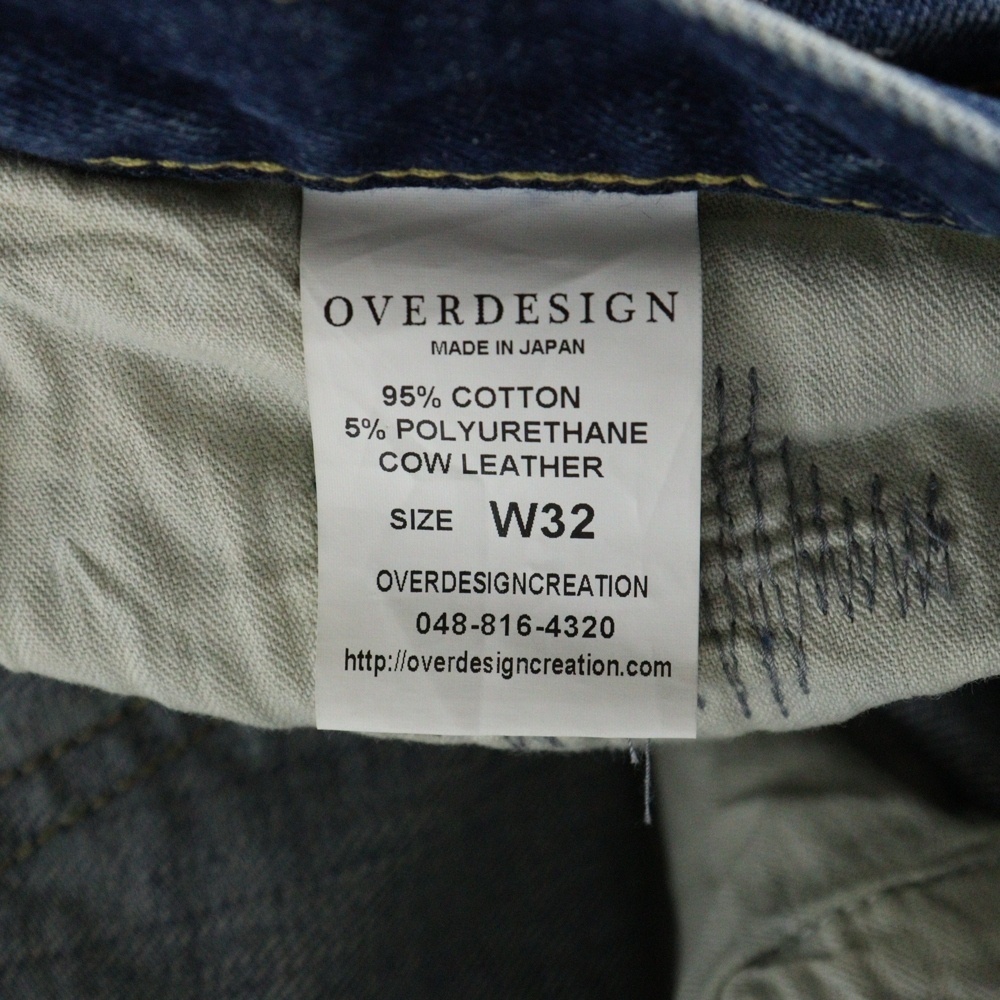 OVERDESIGN
MADE IN JAPAN
95% COTTON
5% POLYURETHANE
COW LEATHER
SIZE W32
OVERDESIGNCREATION
048-816-4320
http://overdesigncreation.com